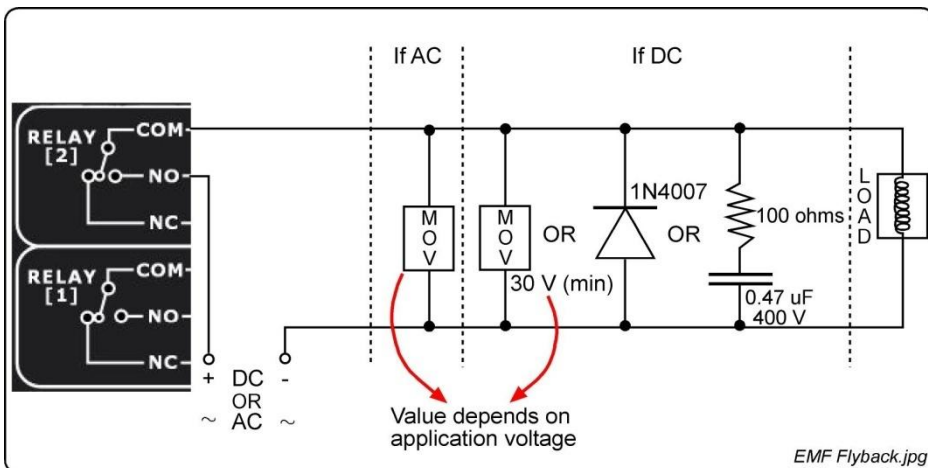 If AC
If DC
RELAY
[2]
COM
NO
NC
RELAY
[1]
COM
NO
NC
M
O
V
M
O
V
30 V (min)
OR
1N4007
OR
100 ohms
0.47 uF
400 V
L
O
A
D
+ DC -
OR
~ AC ~
Value depends on
application voltage
EMF Flyback.jpg